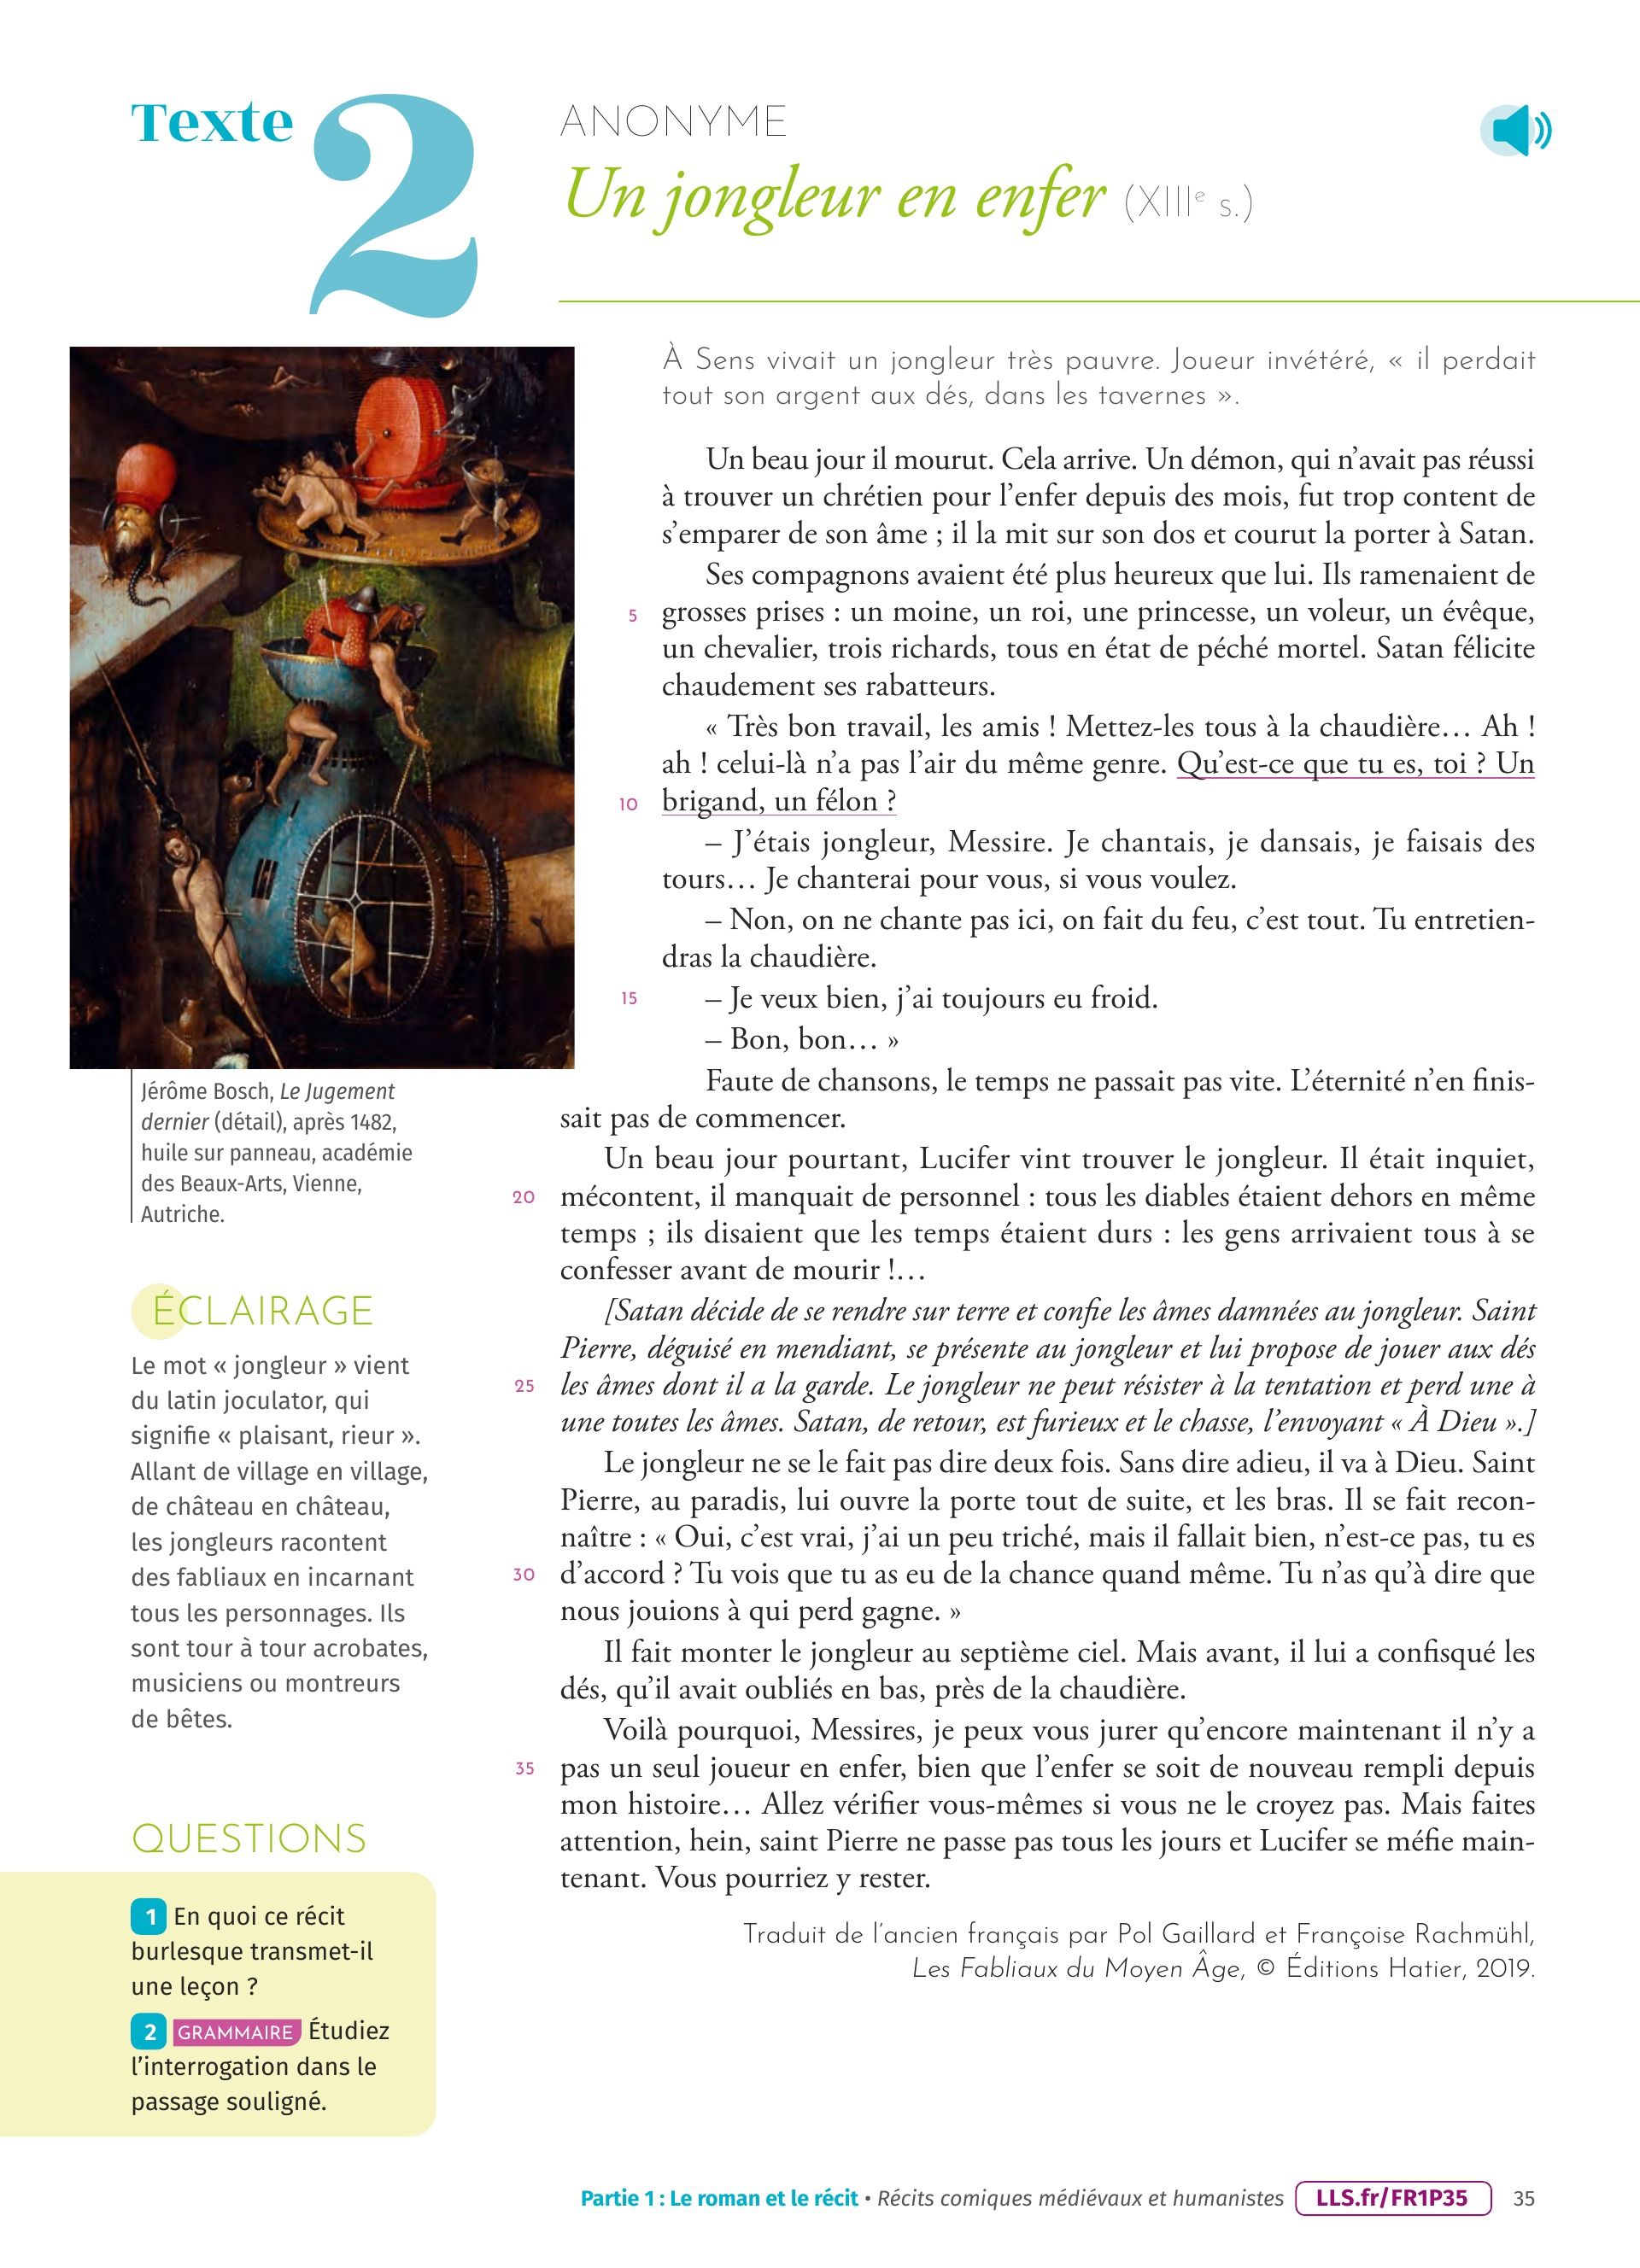 Texte 2
ANONYME
Un jongleur en enfer (XIIIe s.)
À Sens vivait un jongleur très pauvre. Joueur invétéré, « il perdait
tout son argent aux dés, dans les tavernes ».
Un beau jour il mourut. Cela arrive. Un démon, qui n’avait pas réussi
à trouver un chrétien pour l’enfer depuis des mois, fut trop content de
s’emparer de son âme ; il la mit sur son dos et courut la porter à Satan.
Ses compagnons avaient été plus heureux que lui. Ils ramenaient de
5 grosses prises : un moine, un roi, une princesse, un voleur, un évêque,
un chevalier, trois richards, tous en état de péché mortel. Satan félicite
chaudement ses rabatteurs.
« Très bon travail, les amis ! Mettez-les tous à la chaudière… Ah !
ah ! celui-là n’a pas l’air du même genre. Qu’est-ce que tu es, toi ? Un
10 brigand, un félon ?
– J’étais jongleur, Messire. Je chantais, je dansais, je faisais des
tours… Je chanterai pour vous, si vous voulez.
– Non, on ne chante pas ici, on fait du feu, c’est tout. Tu entretien-
dras la chaudière.
15 – Je veux bien, j’ai toujours eu froid.
– Bon, bon… »
Faute de chansons, le temps ne passait pas vite. L’éternité n’en finis-
sait pas de commencer.
Un beau jour pourtant, Lucifer vint trouver le jongleur. Il était inquiet,
20 mécontent, il manquait de personnel : tous les diables étaient dehors en même
temps ; ils disaient que les temps étaient durs : les gens arrivaient tous à se
confesser avant de mourir !…
[Satan décide de se rendre sur terre et confie les âmes damnées au jongleur. Saint
Pierre, déguisé en mendiant, se présente au jongleur et lui propose de jouer aux dés
25 les âmes dont il a la garde. Le jongleur ne peut résister à la tentation et perd une à
une toutes les âmes. Satan, de retour, est furieux et le chasse, l’envoyant « À Dieu ».]
Le jongleur ne se le fait pas dire deux fois. Sans dire adieu, il va à Dieu. Saint
Pierre, au paradis, lui ouvre la porte tout de suite, et les bras. Il se fait recon-
naître : « Oui, c’est vrai, j’ai un peu triché, mais il fallait bien, n’est-ce pas, tu es
30 d’accord ? Tu vois que tu as eu de la chance quand même. Tu n’as qu’à dire que
nous jouions à qui perd gagne. »
Il fait monter le jongleur au septième ciel. Mais avant, il lui a confisqué les
dés, qu’il avait oubliés en bas, près de la chaudière.
Voilà pourquoi, Messires, je peux vous jurer qu’encore maintenant il n’y a
35 pas un seul joueur en enfer, bien que l’enfer se soit de nouveau rempli depuis
mon histoire… Allez vérifier vous-mêmes si vous ne le croyez pas. Mais faites
attention, hein, saint Pierre ne passe pas tous les jours et Lucifer se méfie main-
tenant. Vous pourriez y rester.
Traduit de l’ancien français par Pol Gaillard et Françoise Rachmühl,
Les Fabliaux du Moyen Âge, © Éditions Hatier, 2019.
Jérôme Bosch, Le Jugement
dernier (détail), après 1482,
huile sur panneau, académie
des Beaux-Arts, Vienne,
Autriche.
ÉCLAIRAGE
Le mot « jongleur » vient
du latin joculator, qui
signifie « plaisant, rieur ».
Allant de village en village,
de château en château,
les jongleurs racontent
des fabliaux en incarnant
tous les personnages. Ils
sont tour à tour acrobates,
musiciens ou montreurs
de bêtes.
QUESTIONS
1 En quoi ce récit
burlesque transmet-il
une leçon ?
2 GRAMMAIRE Étudiez
l’interrogation dans le
passage souligné.
Partie 1 : Le roman et le récit • Récits comiques médiévaux et humanistes LLS.fr/FR1P35 35